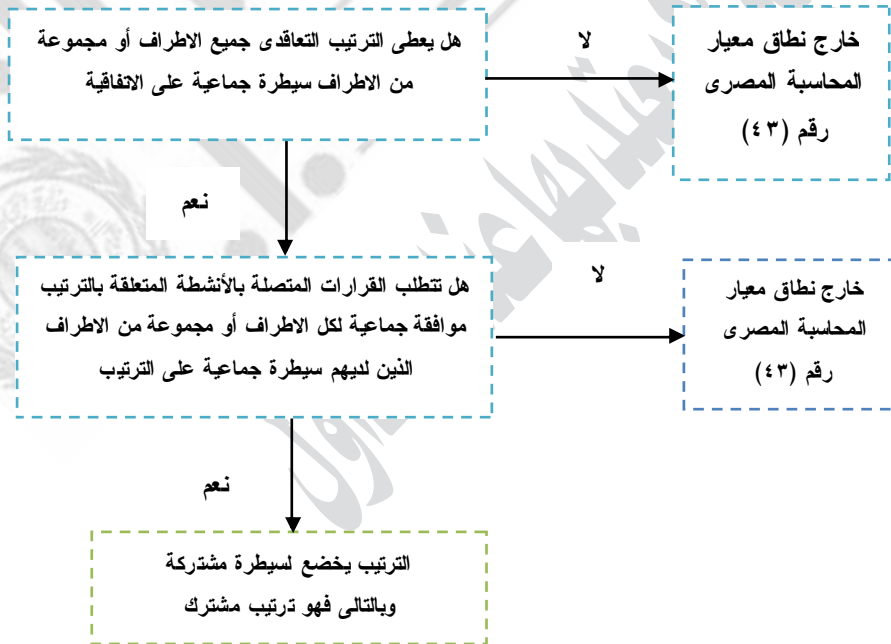 هل يعطى الترتيب التعاقدى جميع الاطراف أو مجموعة
من الاطراف سيطرة جماعية على الاتفاقية
لا
خارج نطاق معيار
المحاسبة المصرى
رقم (٤٣)
نعم
هل تتطلب القرارات المتصلة بالأنشطة المتعلقة بالترتيب
موافقة جماعية لكل الاطراف أو مجموعة من الاطراف
الذين لديهم سيطرة جماعية على الترتيب
لا
خارج نطاق معيار
المحاسبة المصرى
رقم (٤٣)
نعم
الترتيب يخضع لسيطرة مشتركة
وبالتالى فهو ترتيب مشترك